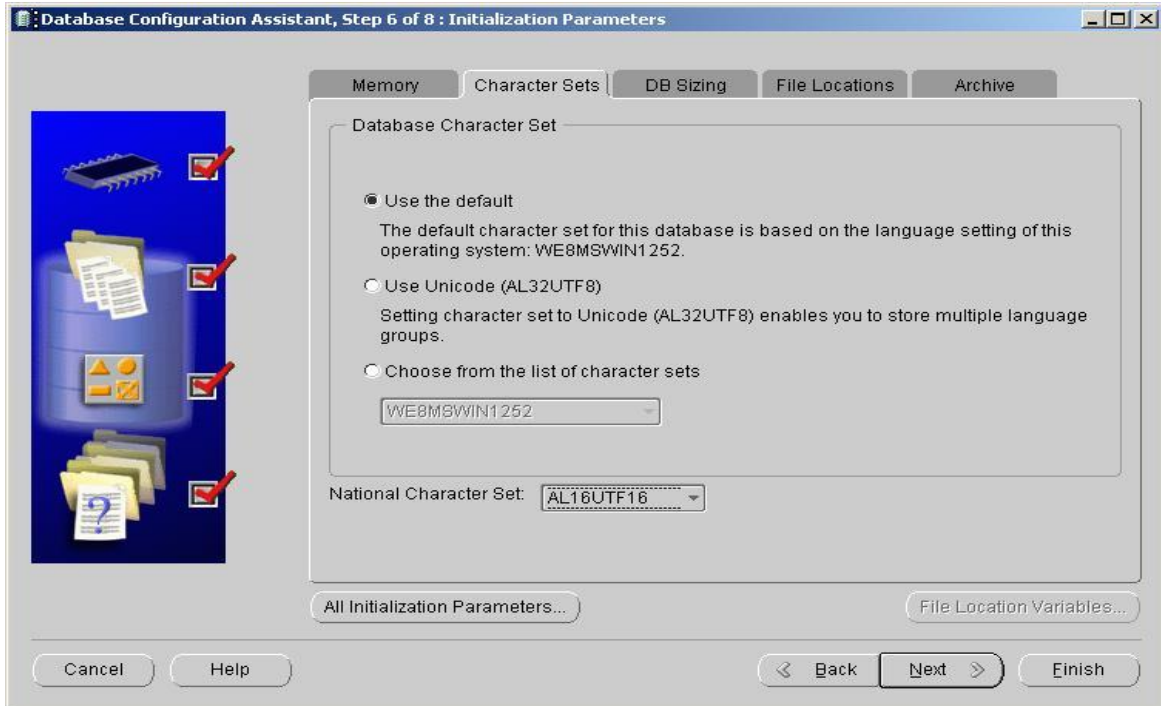 Database Configuration Assistant, Step 6 of 8 : Initialization Parameters
Memory
Character Sets
DB Sizing
File Locations
Archive
Database Character Set
Use the default
The default character set for this database is based on the language setting of this
operating system: WE8MSWIN1252.
Use Unicode (AL32UTF8)
Setting character set to Unicode (AL32UTF8) enables you to store multiple language
groups.
Choose from the list of character sets
WE8MSWIN1252
National Character Set: AL16UTF16
?
All Initialization Parameters...
File Location Variables...
Cancel
Help
Back
Next
Finish